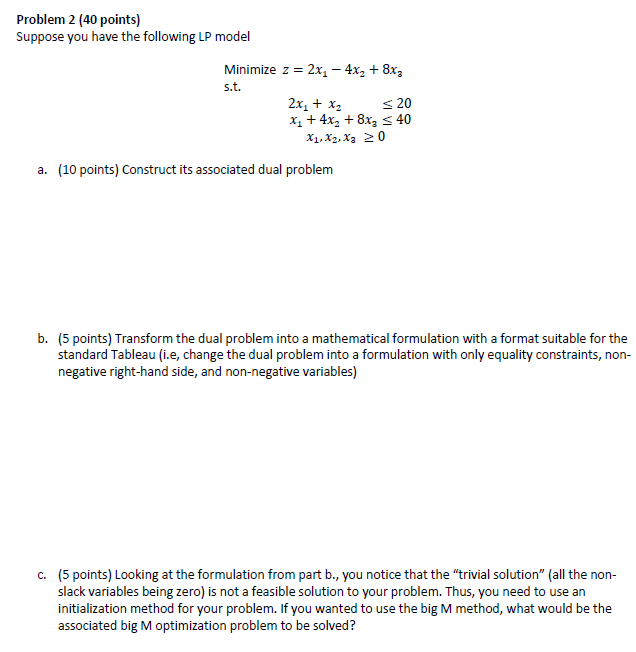 Problem 2 (40 points)
Suppose you have the following LP model
Minimize z = 2x₁ − 4x₂ + 8x₃
s.t.
2x₁ + x₂ ≤ 20
x₁ + 4x₂ + 8x₃ ≤ 40
x₁, x₂, x₃ ≥ 0
a. (10 points) Construct its associated dual problem
b. (5 points) Transform the dual problem into a mathematical formulation with a format suitable for the
standard Tableau (i.e, change the dual problem into a formulation with only equality constraints, non-
negative right-hand side, and non-negative variables)
c. (5 points) Looking at the formulation from part b., you notice that the “trivial solution” (all the non-
slack variables being zero) is not a feasible solution to your problem. Thus, you need to use an
initialization method for your problem. If you wanted to use the big M method, what would be the
associated big M optimization problem to be solved?